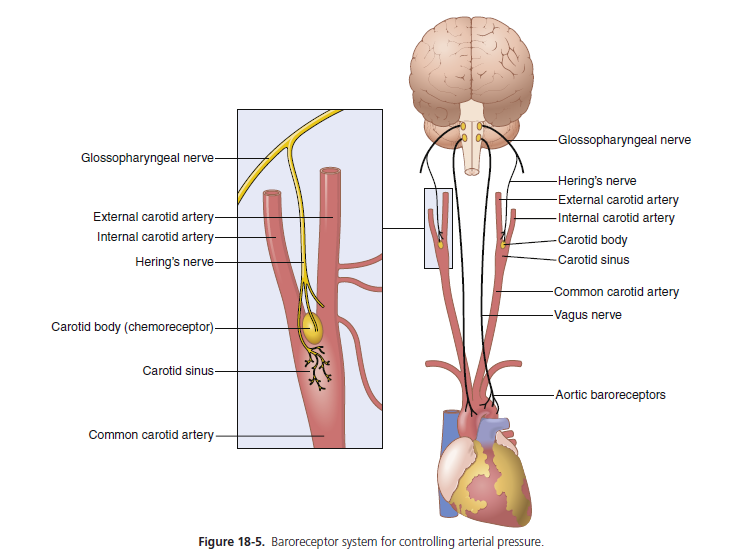 Glossopharyngeal nerve
External carotid artery
Internal carotid artery
Hering's nerve
Carotid body (chemoreceptor)
Carotid sinus
Common carotid artery
Glossopharyngeal nerve
Hering's nerve
External carotid artery
Internal carotid artery
Carotid body
Carotid sinus
Common carotid artery
Vagus nerve
Aortic baroreceptors
Figure 18-5. Baroreceptor system for controlling arterial pressure.